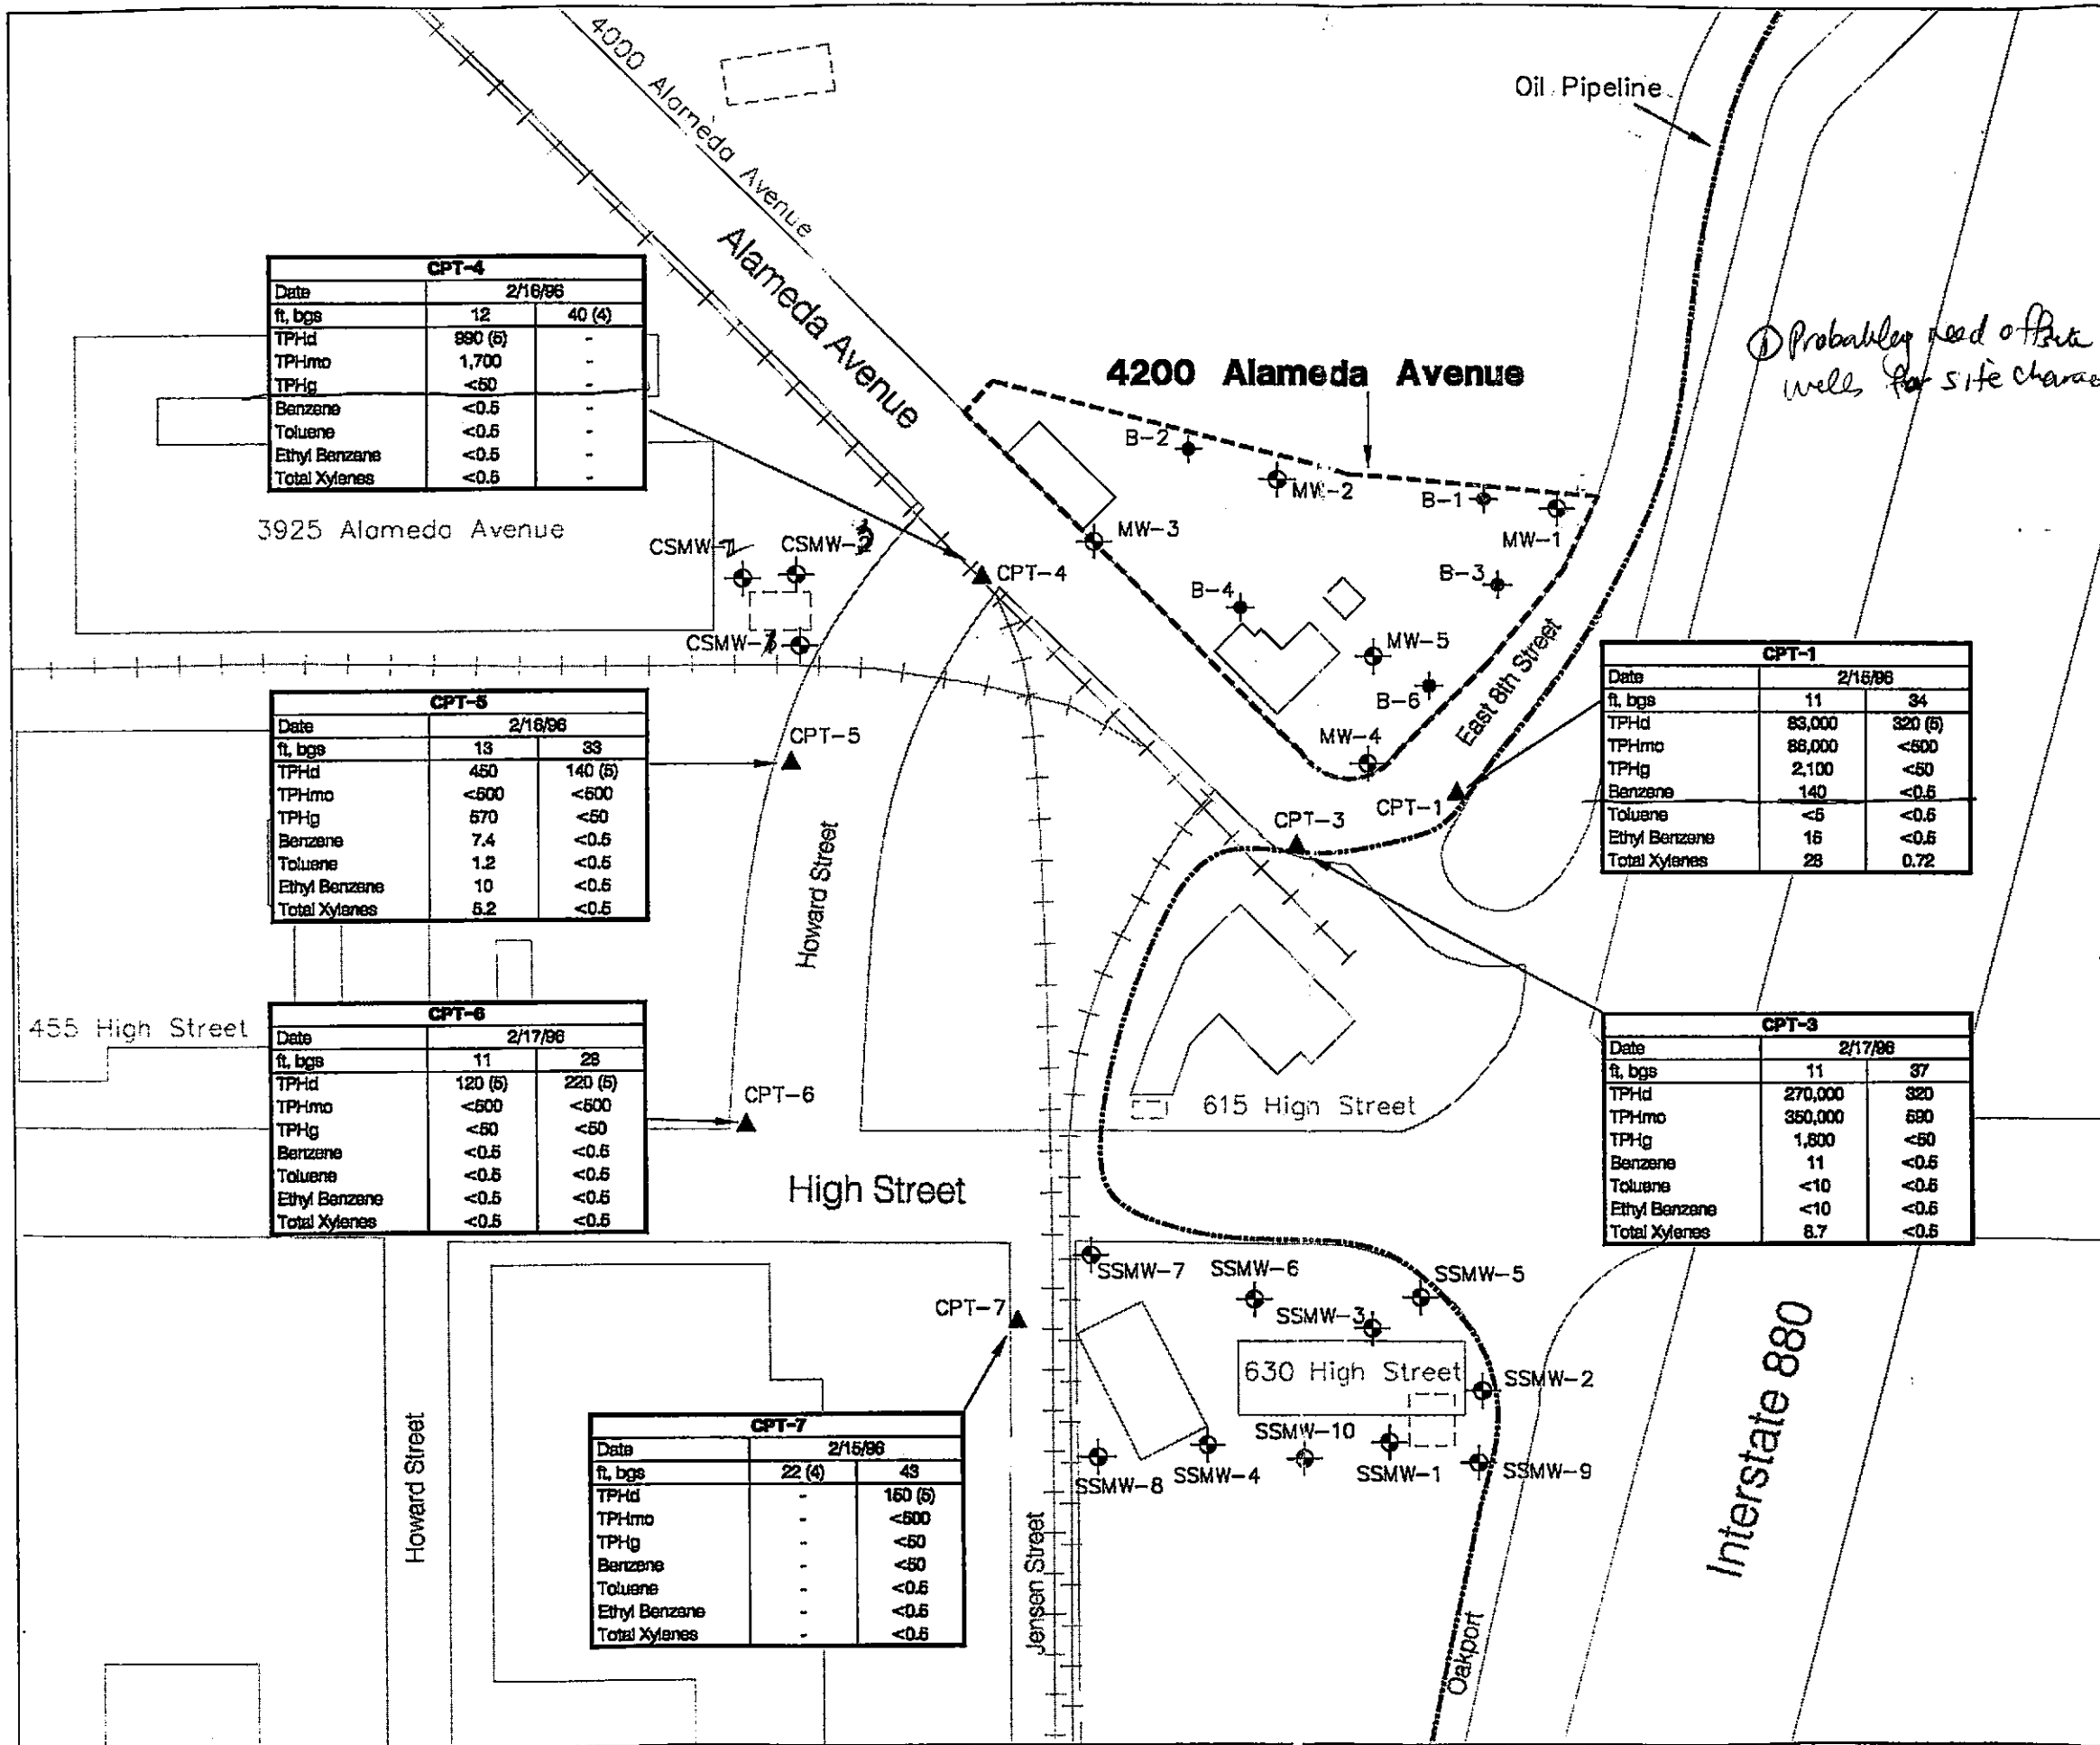 4000 Alameda Avenue
Oil Pipeline
Alameda Avenue
① Probabley need offsite
wells for site charac
4200 Alameda Avenue
CPT-4
Date 2/16/96
ft, bgs 12 40 (4)
TPHd 990 (5) -
TPHmo 1,700 -
TPHg <50 -
Benzene <0.5 -
Toluene <0.5 -
Ethyl Benzene <0.5 -
Total Xylenes <0.5 -
B-2
MW-2
B-1
MW-1
MW-3
B-3
B-4
MW-5
B-6
MW-4
3925 Alameda Avenue
CSMW-
CSMW-
CSMW-
CPT-4
East 8th Street
CPT-1
Date 2/15/96
ft, bgs 11 34
TPHd 83,000 320 (5)
TPHmo 88,000 <500
TPHg 2,100 <50
Benzene 140 <0.5
Toluene <5 <0.5
Ethyl Benzene 15 <0.5
Total Xylenes 28 0.72
CPT-5
Date 2/16/96
ft, bgs 13 33
TPHd 450 140 (5)
TPHmo <500 <500
TPHg 570 <50
Benzene 7.4 <0.5
Toluene 1.2 <0.5
Ethyl Benzene 10 <0.5
Total Xylenes 5.2 <0.5
CPT-5
CPT-1
CPT-3
Howard Street
455 High Street
CPT-6
Date 2/17/96
ft, bgs 11 28
TPHd 120 (5) 220 (5)
TPHmo <500 <500
TPHg <50 <50
Benzene <0.5 <0.5
Toluene <0.5 <0.5
Ethyl Benzene <0.5 <0.5
Total Xylenes <0.5 <0.5
CPT-6
615 High Street
CPT-3
Date 2/17/96
ft, bgs 11 37
TPHd 270,000 320
TPHmo 350,000 590
TPHg 1,600 <50
Benzene 11 <0.5
Toluene <10 <0.5
Ethyl Benzene <10 <0.5
Total Xylenes 8.7 <0.5
High Street
SSMW-7
SSMW-6
SSMW-5
CPT-7
SSMW-3
630 High Street
SSMW-2
SSMW-10
SSMW-8
SSMW-4
SSMW-1
SSMW-9
Interstate 880
Howard Street
CPT-7
Date 2/15/96
ft, bgs 22 (4) 43
TPHd - 150 (5)
TPHmo - <500
TPHg - <50
Benzene - <50
Toluene - <0.5
Ethyl Benzene - <0.5
Total Xylenes - <0.5
Jensen Street
Oakport